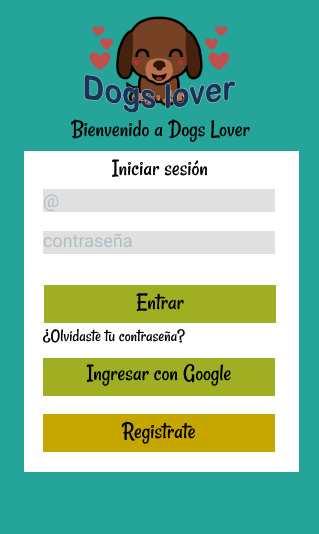 Dogs lover
Bienvenido a Dogs Lover
Iniciar sesión
@
contraseña
Entrar
¿Olvidaste tu contraseña?
Ingresar con Google
Registrate